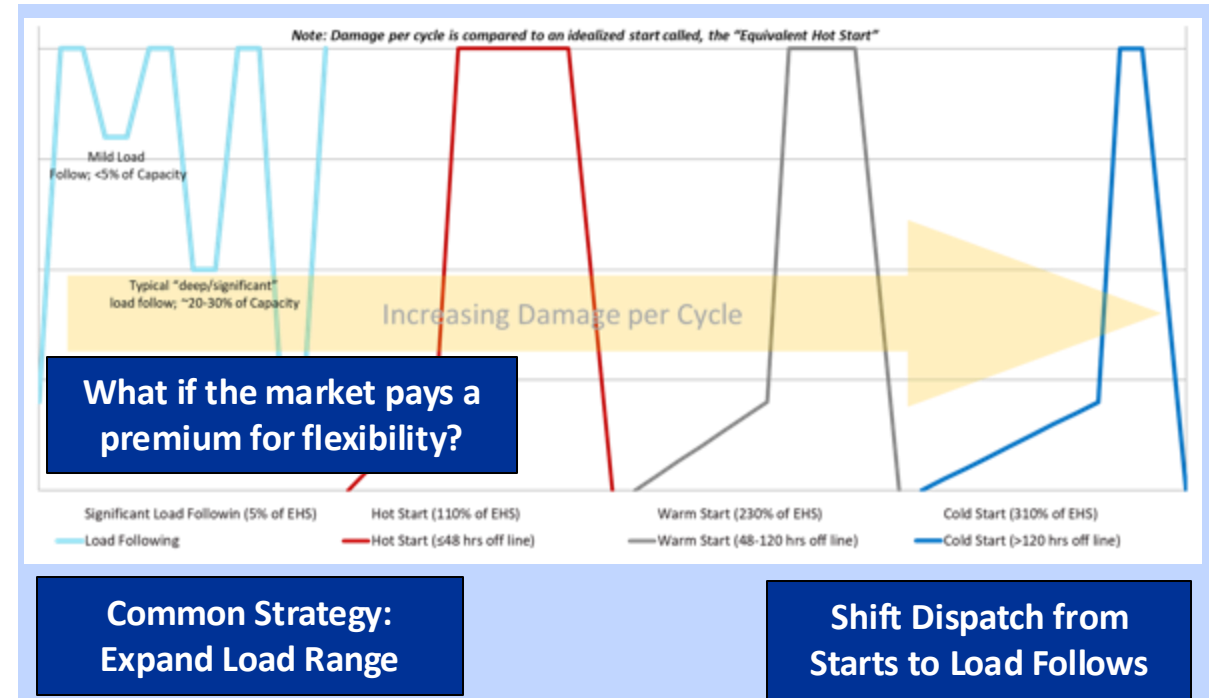 Note: Damage per cycle is compared to an idealized start called, the “Equivalent Hot Start”
Mild Load
Follow; <5% of Capacity
Typical “deep/significant”
load follow; ~20-30% of Capacity
Increasing Damage per Cycle
What if the market pays a
premium for flexibility?
Significant Load Followin (5% of EHS)
Hot Start (110% of EHS)
Warm Start (230% of EHS)
Cold Start (310% of EHS)
Load Following
Hot Start (≤48 hrs off line)
Warm Start (48-120 hrs off line)
Cold Start (>120 hrs off line)
Common Strategy:
Expand Load Range
Shift Dispatch from
Starts to Load Follows